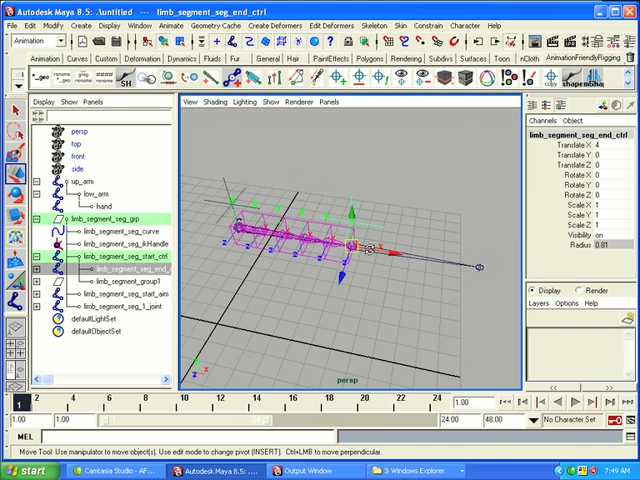 Autodesk Maya 8.5: .\untitled --- limb_segment_seg_end_ctrl
File Edit Modify Create Display Window Animate Geometry Cache Create Deformers Edit Deformers Skeleton Skin Constrain Character Help
Animation
General Curves Custom Deformation Dynamics Fluids Fur General Hair PaintEffects Polygons Rendering Subdivs Surfaces Toon nCloth AnimationFriendlyRigging
_geo SH copy
Display Show Panels
View Shading Lighting Show Renderer Panels
Channels Object
persp
top
front
side
up_arm
low_arm
hand
limb_segment_seg_grp
limb_segment_seg_curve
limb_segment_seg_ikHandle
limb_segment_seg_start_ctrl
limb_segment_seg_end_
limb_segment_group1
limb_segment_seg_start_aim
limb_segment_seg_1_joint
defaultLightSet
defaultObjectSet
persp
limb_segment_seg_end_ctrl
Translate X 4
Translate Y 0
Translate Z 0
Rotate X 0
Rotate Y 0
Rotate Z 0
Scale X 1
Scale Y 1
Scale Z 1
Visibility on
Radius 0.81
Display Render
Layers Options Help
1 2 4 6 8 10 12 14 16 18 20 22 24 1.00
1.00 1.00 24.00 48.00 No Character Set
MEL
Move Tool: Use manipulator to move object(s). Use edit mode to change pivot (INSERT). Ctrl+LMB to move perpendicular.
start Camtasia Studio - AF... Autodesk Maya 8.5: ... Output Window 3 Windows Explorer 7:49 AM